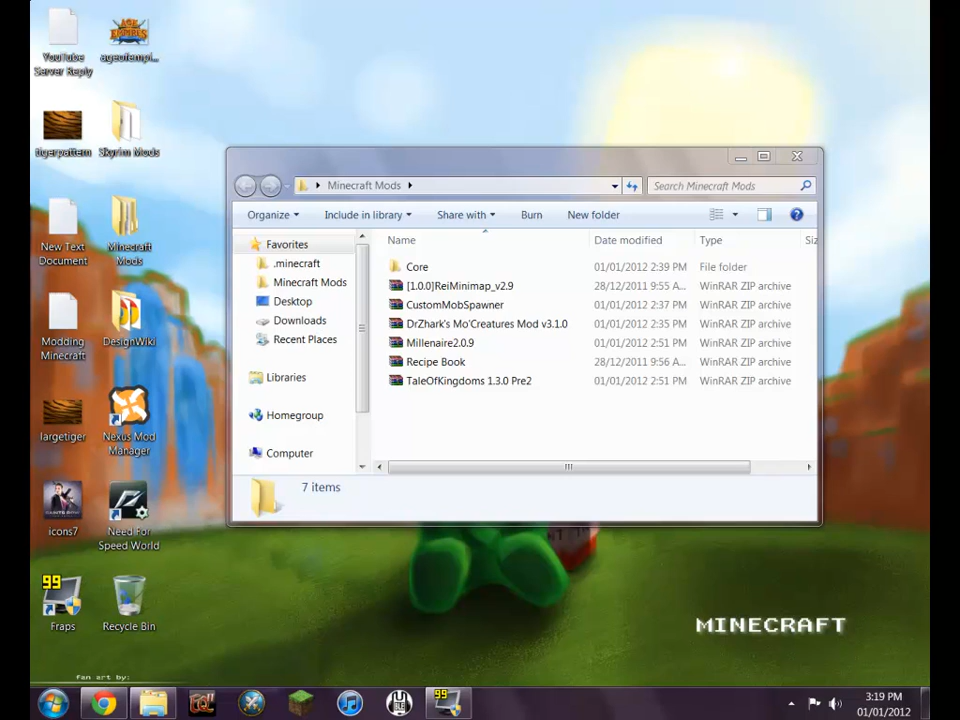 YouTube Server Reply
ageofempi...
tigerpattern
Skyrim Mods
New Text Document
Minecraft Mods
Modding Minecraft
DesignWiki
largetiger
Nexus Mod Manager
icons7
Need For Speed World
99
Fraps
Recycle Bin
Minecraft Mods
Search Minecraft Mods
Organize
Include in library
Share with
Burn
New folder
Favorites
.minecraft
Minecraft Mods
Desktop
Downloads
Recent Places
Libraries
Homegroup
Computer
Name Date modified Type Siz
Core 01/01/2012 2:39 PM File folder
[1.0.0]ReiMinimap_v2.9 28/12/2011 9:55 A... WinRAR ZIP archive
CustomMobSpawner 01/01/2012 2:37 PM WinRAR ZIP archive
DrZhark's Mo'Creatures Mod v3.1.0 01/01/2012 2:35 PM WinRAR ZIP archive
Millenaire2.0.9 01/01/2012 2:51 PM WinRAR ZIP archive
Recipe Book 28/12/2011 9:56 A... WinRAR ZIP archive
TaleOfKingdoms 1.3.0 Pre2 01/01/2012 2:51 PM WinRAR ZIP archive
7 items
MINECRAFT
fan art by:
99
3:19 PM
01/01/2012